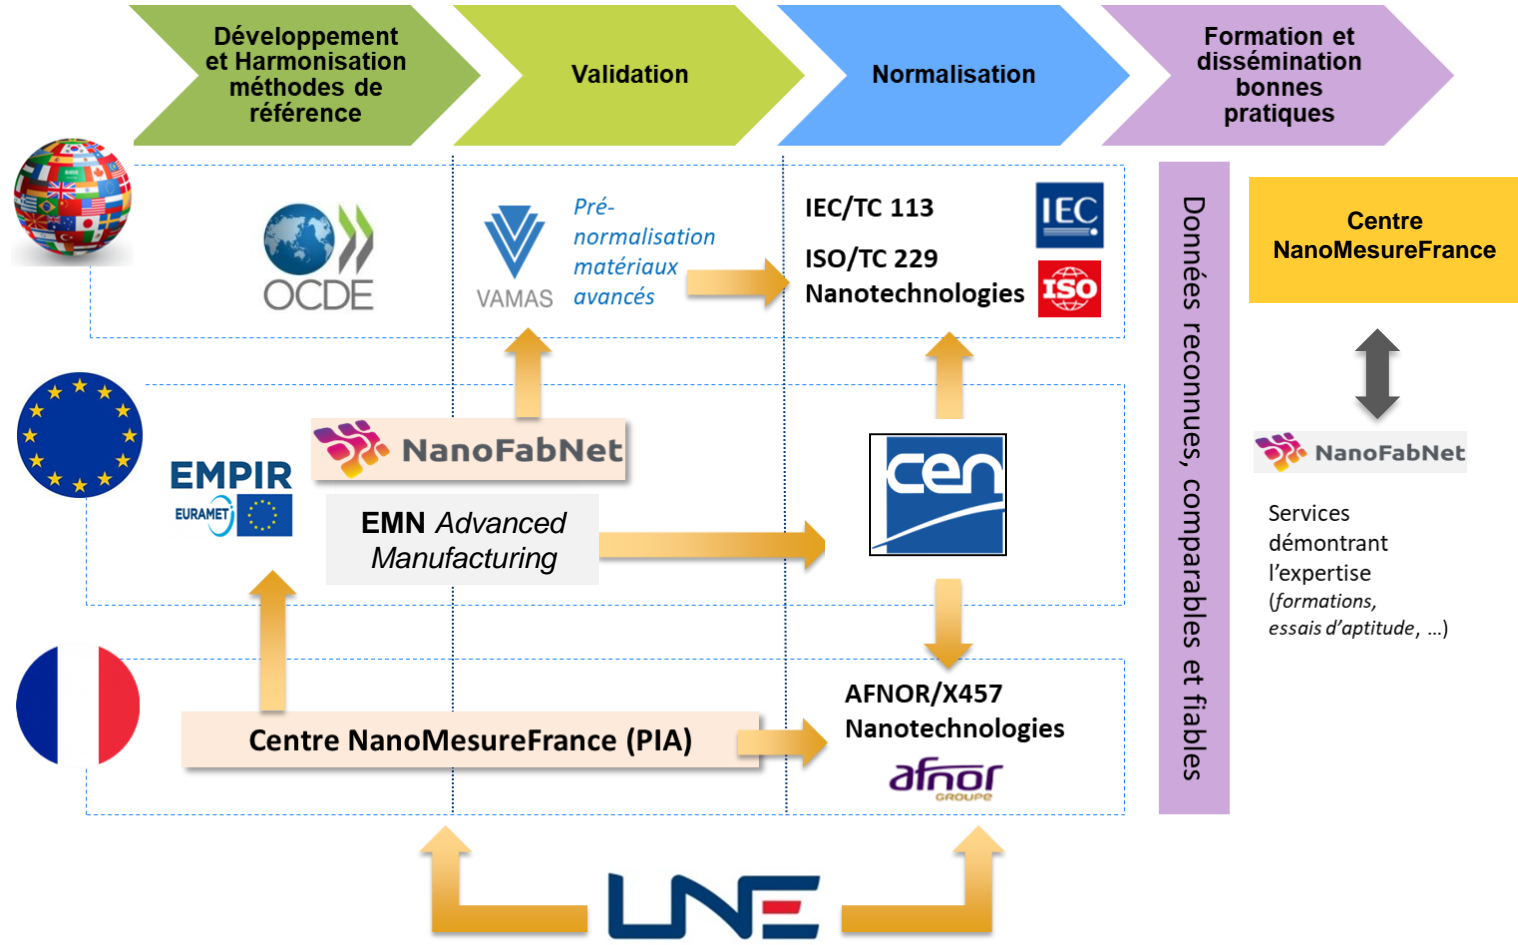 Développement
et Harmonisation
méthodes de
référence
Validation
Normalisation
Formation et
dissémination
bonnes
pratiques
OCDE
VAMAS
Pré-
normalisation
matériaux
avancés
IEC/TC 113
ISO/TC 229
Nanotechnologies
IEC
ISO
Données reconnues, comparables et fiables
Centre
NanoMesureFrance
NanoFabNet
EMPIR
EURAMET
EMN Advanced
Manufacturing
cen
NanoFabNet
Services
démontrant
l'expertise
(formations,
essais d'aptitude, ...)
Centre NanoMesureFrance (PIA)
AFNOR/X457
Nanotechnologies
afnor
GROUPE
LNE